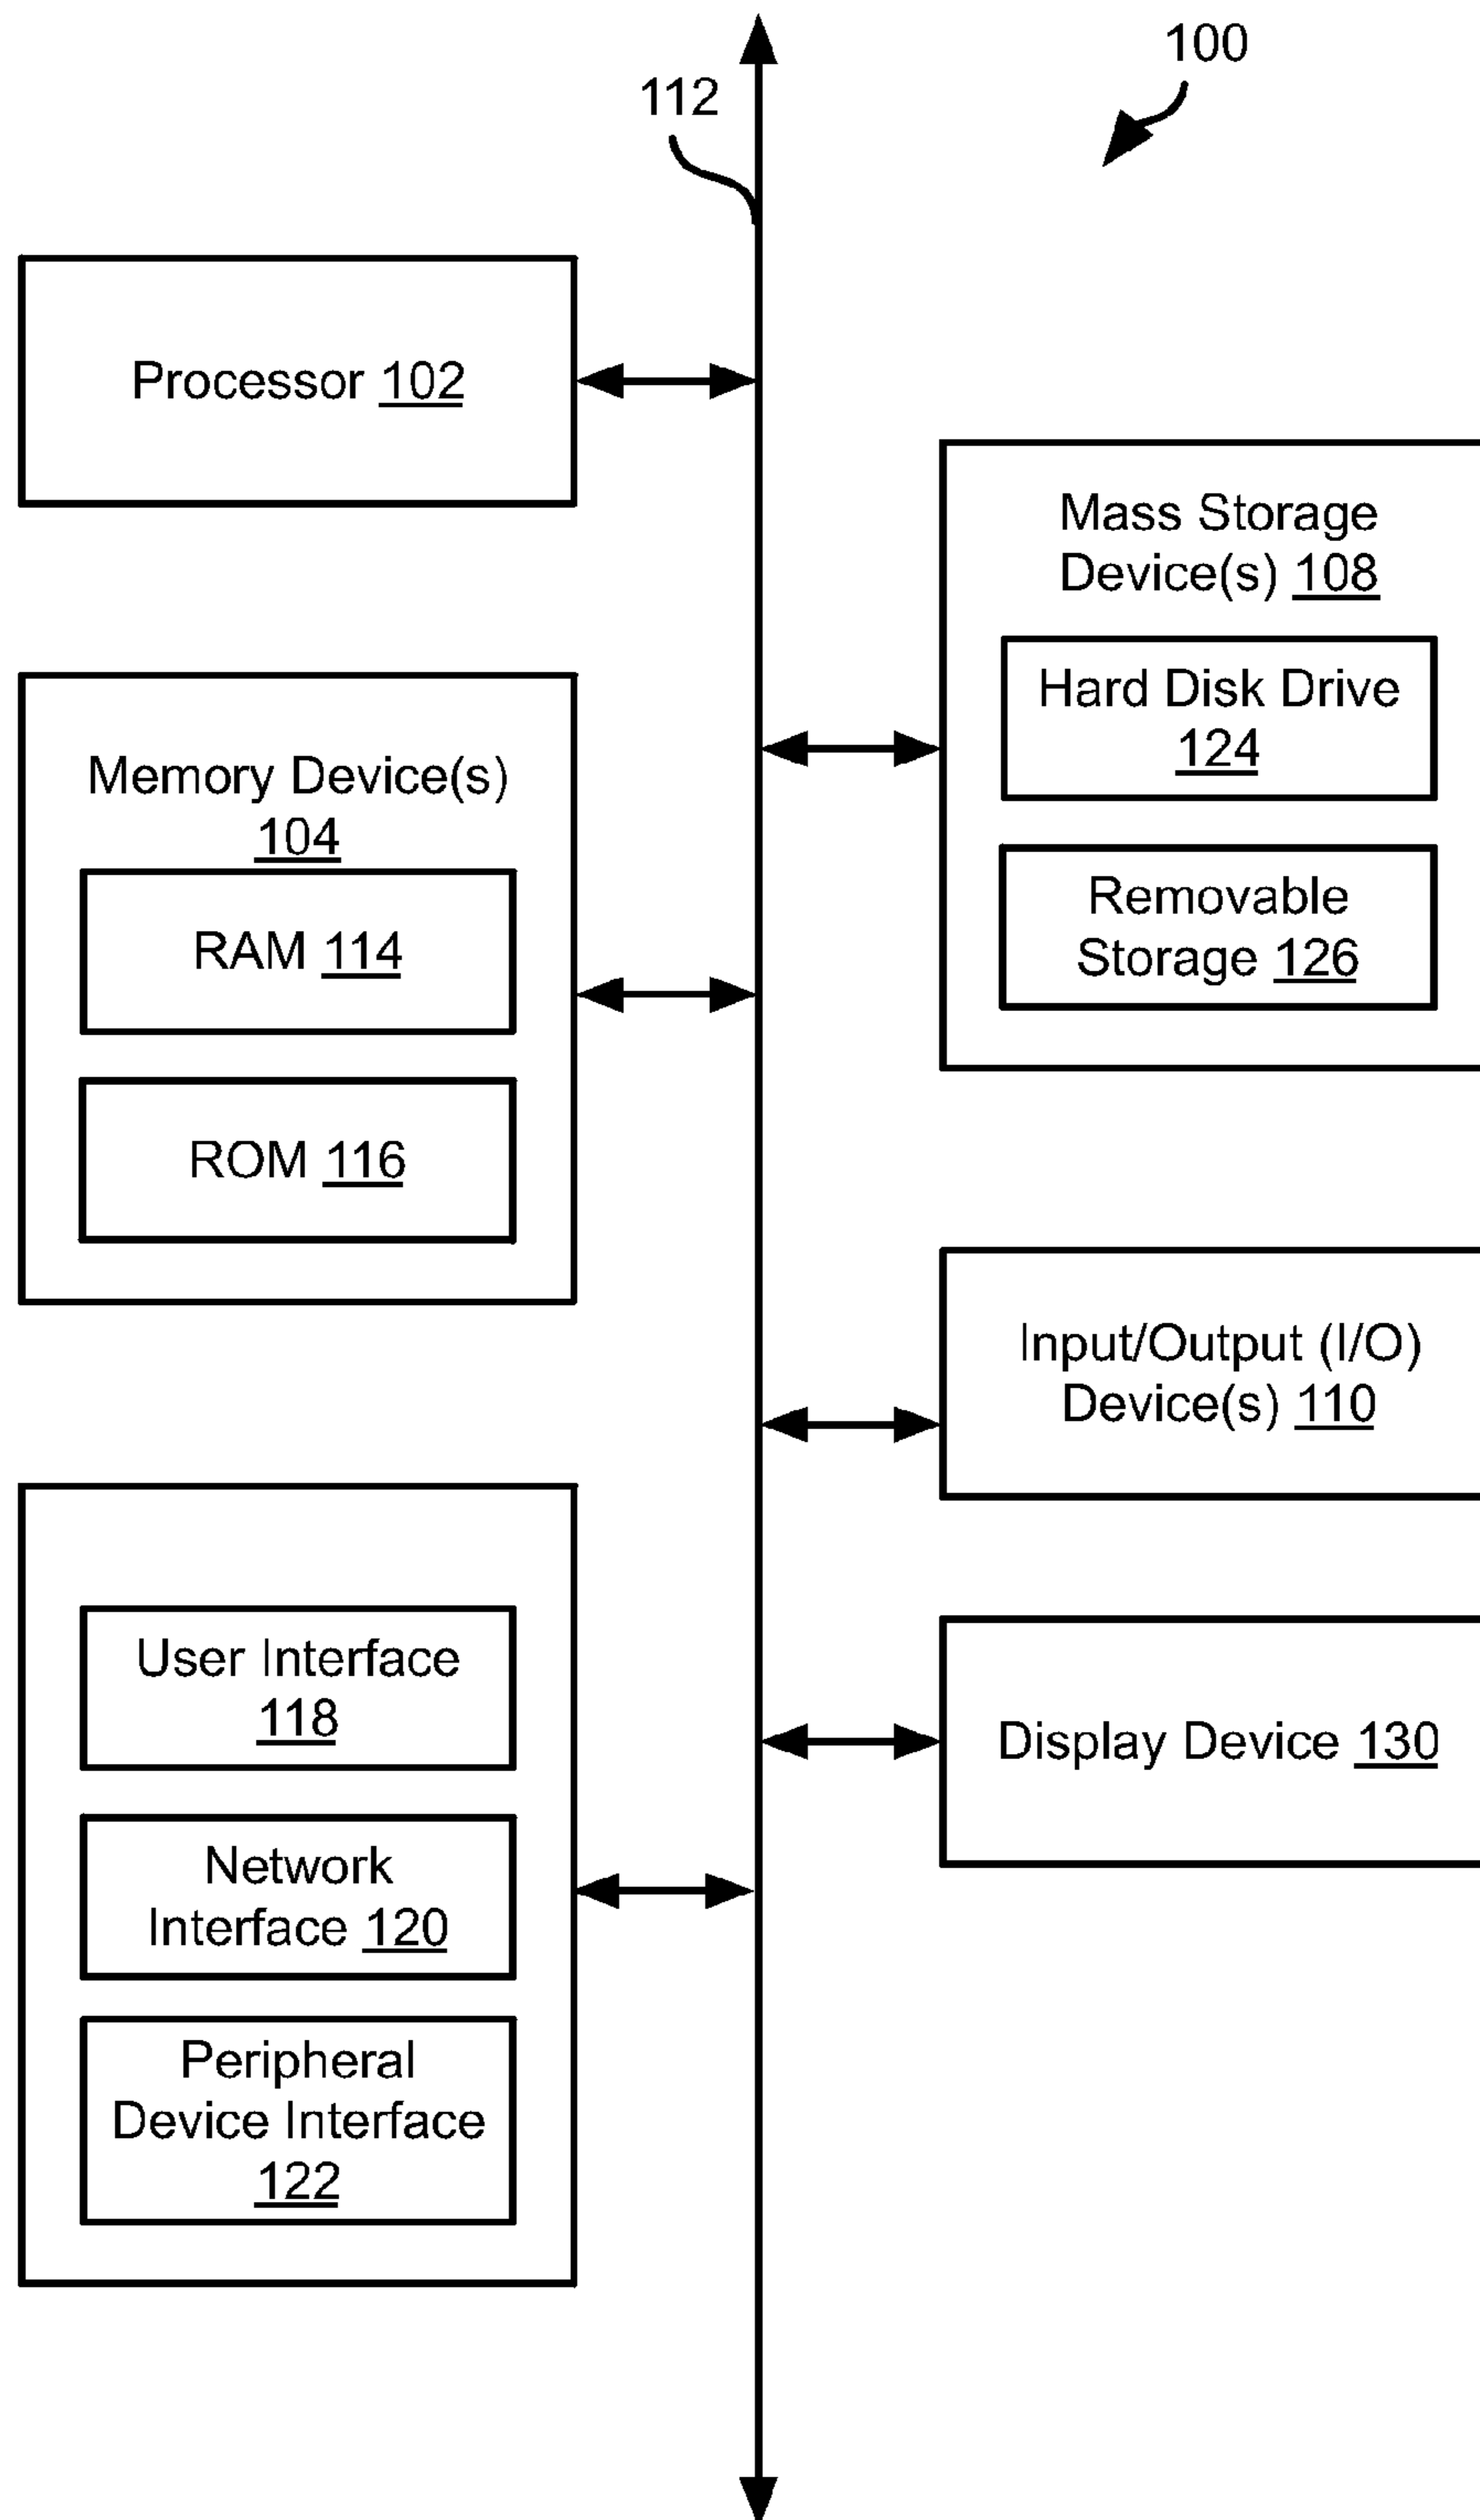 100
112
Processor 102
Memory Device(s)
104
RAM 114
ROM 116
User Interface
118
Network
Interface 120
Peripheral
Device Interface
122
Mass Storage
Device(s) 108
Hard Disk Drive
124
Removable
Storage 126
Input/Output (I/O)
Device(s) 110
Display Device 130